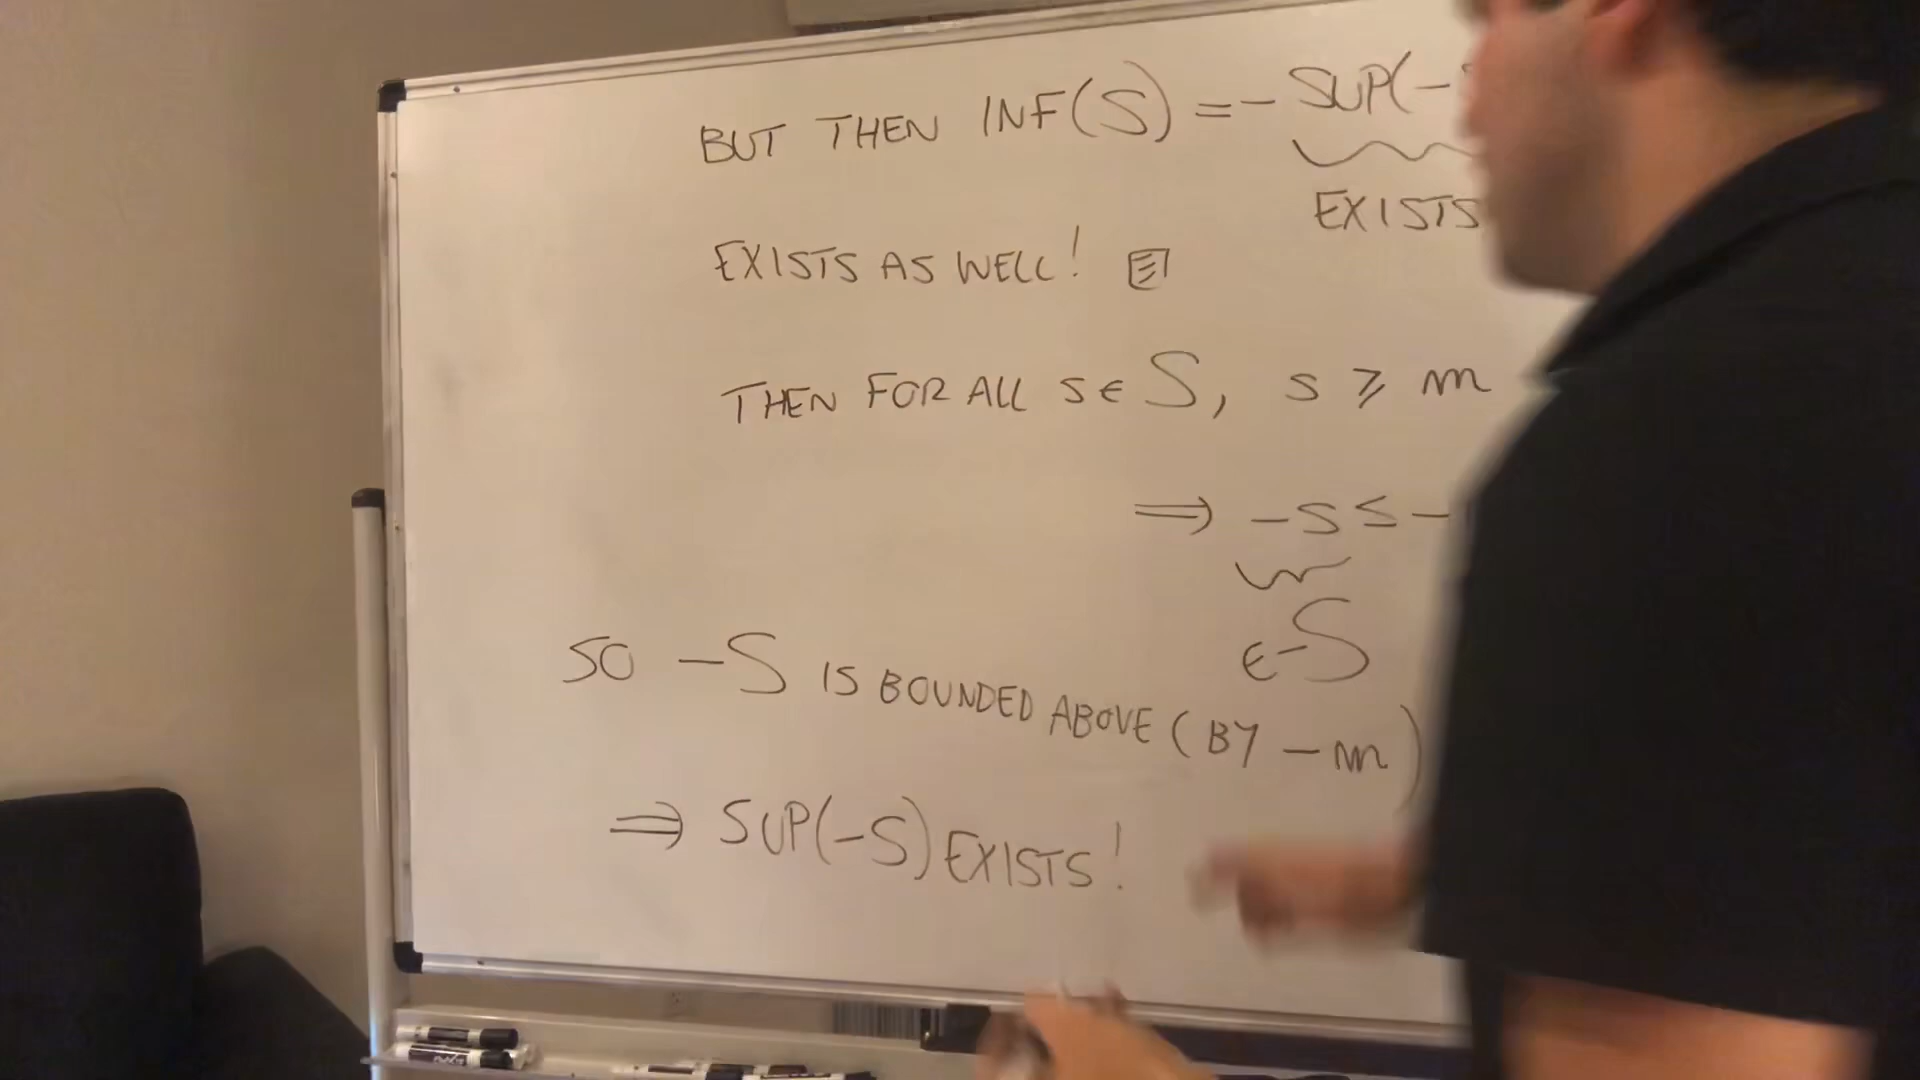 BUT THEN INF(S) = - SUP(-
EXISTS
EXISTS AS WELL!
THEN FOR ALL s ∈ S, s ⩾ m
⟹ -s ≤ -
∈-S
SO -S IS BOUNDED ABOVE (BY -m)
⟹ SUP(-S) EXISTS!